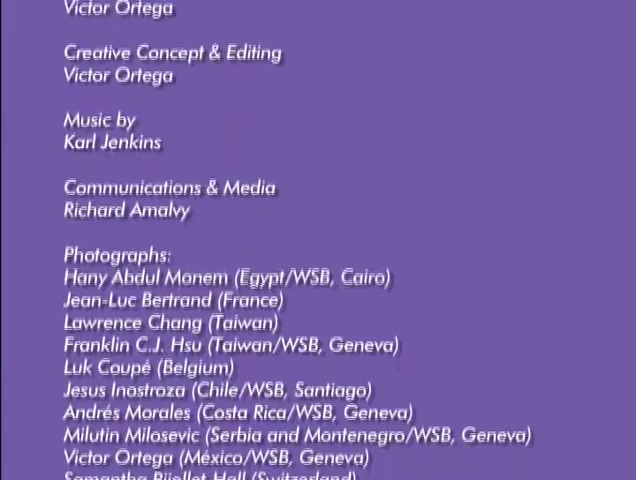 Victor Ortega
Creative Concept & Editing
Victor Ortega
Music by
Karl Jenkins
Communications & Media
Richard Amalvy
Photographs:
Hany Abdul Monem (Egypt/WSB, Cairo)
Jean-Luc Bertrand (France)
Lawrence Chang (Taiwan)
Franklin C.J. Hsu (Taiwan/WSB, Geneva)
Luk Coupé (Belgium)
Jesus Inostroza (Chile/WSB, Santiago)
Andrés Morales (Costa Rica/WSB, Geneva)
Milutin Milosevic (Serbia and Montenegro/WSB, Geneva)
Victor Ortega (México/WSB, Geneva)
Samantha Bijollet-Hall (Switzerland)